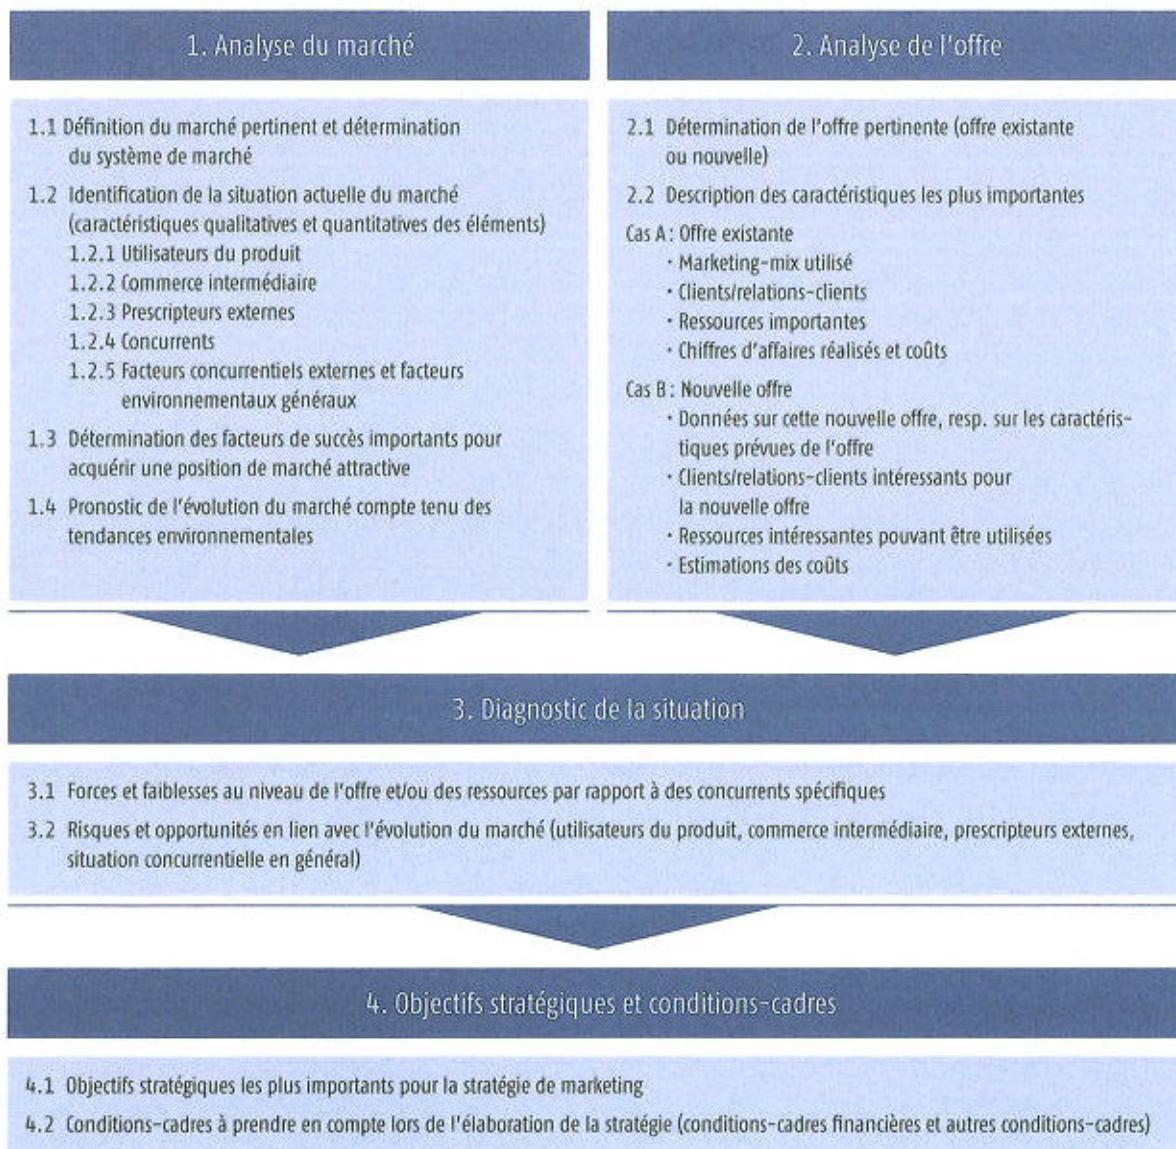 1. Analyse du marché
1.1 Définition du marché pertinent et détermination
du système de marché
1.2 Identification de la situation actuelle du marché
(caractéristiques qualitatives et quantitatives des éléments)
1.2.1 Utilisateurs du produit
1.2.2 Commerce intermédiaire
1.2.3 Prescripteurs externes
1.2.4 Concurrents
1.2.5 Facteurs concurrentiels externes et facteurs
environnementaux généraux
1.3 Détermination des facteurs de succès importants pour
acquérir une position de marché attractive
1.4 Pronostic de l'évolution du marché compte tenu des
tendances environnementales
2. Analyse de l'offre
2.1 Détermination de l'offre pertinente (offre existante
ou nouvelle)
2.2 Description des caractéristiques les plus importantes
Cas A : Offre existante
· Marketing-mix utilisé
· Clients/relations-clients
· Ressources importantes
· Chiffres d'affaires réalisés et coûts
Cas B : Nouvelle offre
· Données sur cette nouvelle offre, resp. sur les caractéris-
tiques prévues de l'offre
· Clients/relations-clients intéressants pour
la nouvelle offre
· Ressources intéressantes pouvant être utilisées
· Estimations des coûts
3. Diagnostic de la situation
3.1 Forces et faiblesses au niveau de l'offre et/ou des ressources par rapport à des concurrents spécifiques
3.2 Risques et opportunités en lien avec l'évolution du marché (utilisateurs du produit, commerce intermédiaire, prescripteurs externes,
situation concurrentielle en général)
4. Objectifs stratégiques et conditions-cadres
4.1 Objectifs stratégiques les plus importants pour la stratégie de marketing
4.2 Conditions-cadres à prendre en compte lors de l'élaboration de la stratégie (conditions-cadres financières et autres conditions-cadres)